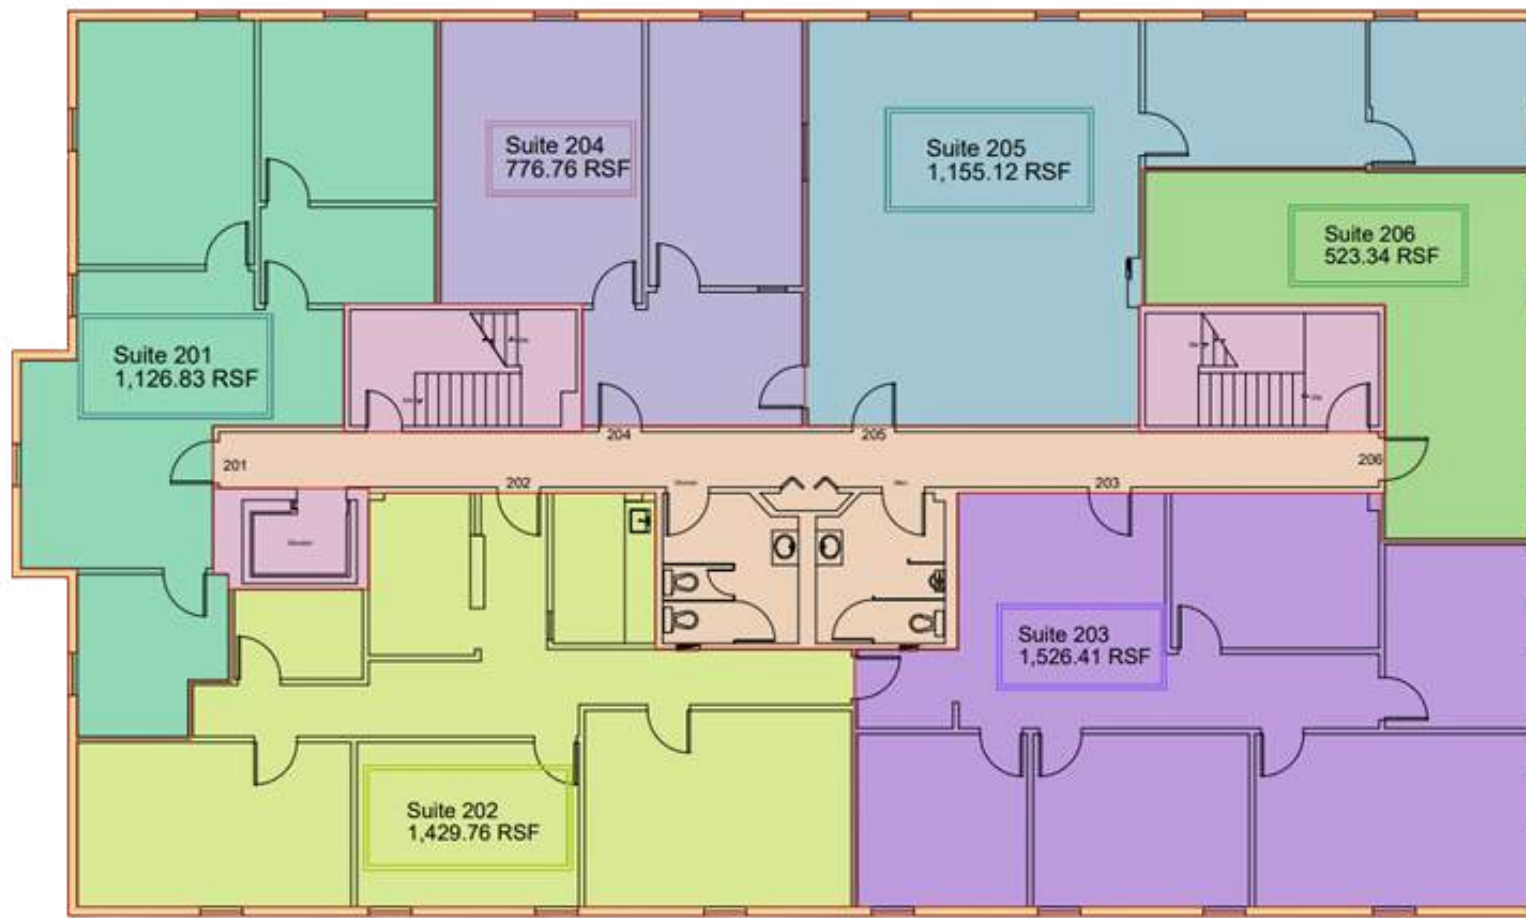 Suite 204
776.76 RSF
Suite 205
1,155.12 RSF
Suite 206
523.34 RSF
Suite 201
1,126.83 RSF
204
205
201
206
202
203
Suite 203
1,526.41 RSF
Suite 202
1,429.76 RSF